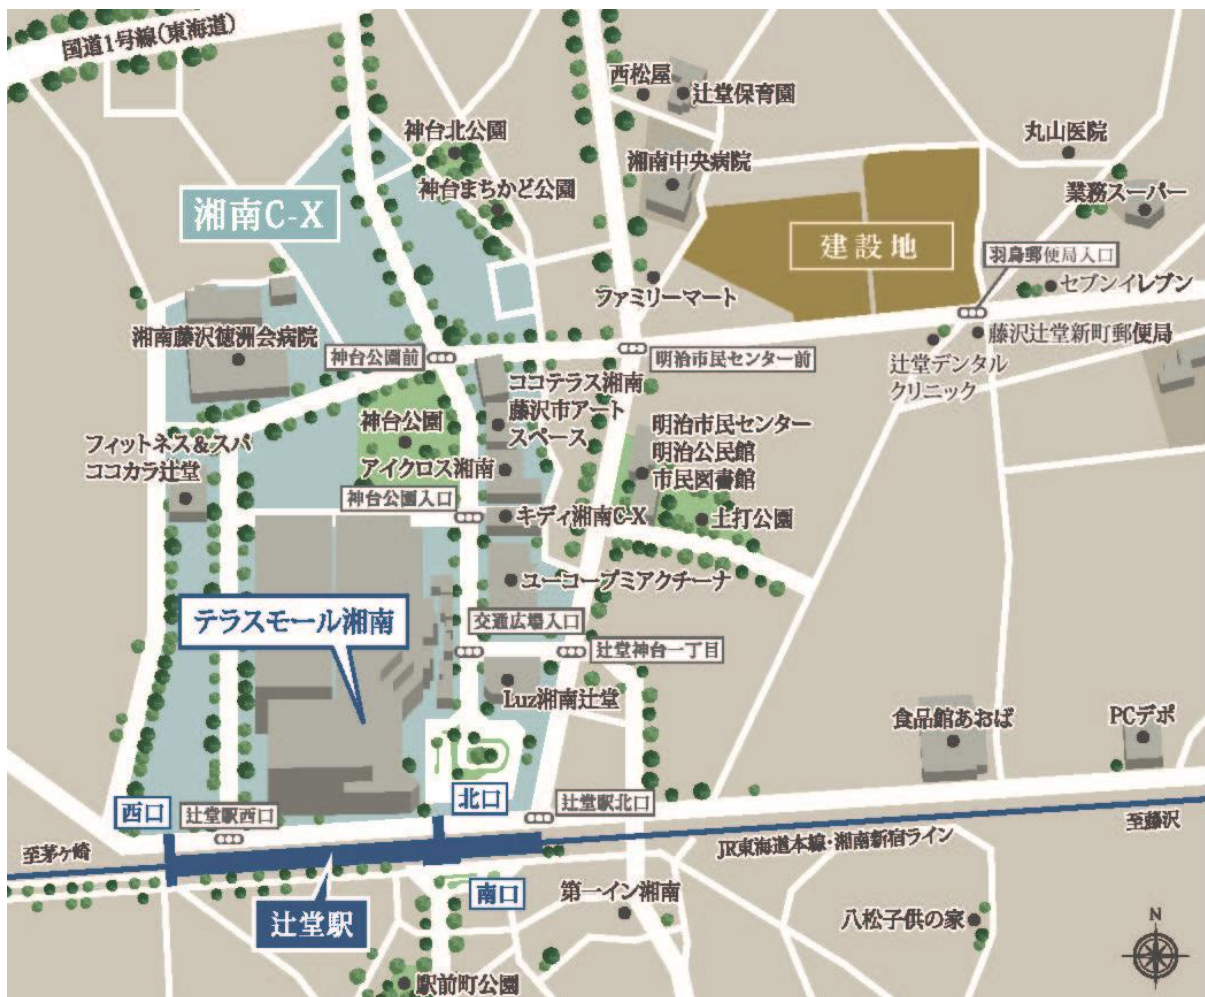 国道1号線(東海道)
西松屋
辻堂保育園
神台北公園
湘南中央病院
丸山医院
神台まちかど公園
業務スーパー
湘南C-X
建設地
羽鳥郵便局入口
ファミリーマート
セブンイレブン
湘南藤沢徳洲会病院
神台公園前
明治市民センター前
藤沢辻堂新町郵便局
辻堂デンタル
クリニック
ココテラス湘南
藤沢市アート
スペース
神台公園
明治市民センター
明治公民館
市民図書館
フィットネス&スパ
ココカラ辻堂
アイクロス湘南
神台公園入口
キディ湘南C-X
土打公園
ユーコープミアクチーナ
テラスモール湘南
交通広場入口
辻堂神台一丁目
Luz湘南辻堂
食品館あおば
PCデポ
西口
辻堂駅西口
北口
辻堂駅北口
至茅ヶ崎
JR東海道本線・湘南新宿ライン
至藤沢
南口
第一イン湘南
辻堂駅
八松子供の家
N
駅前町公園